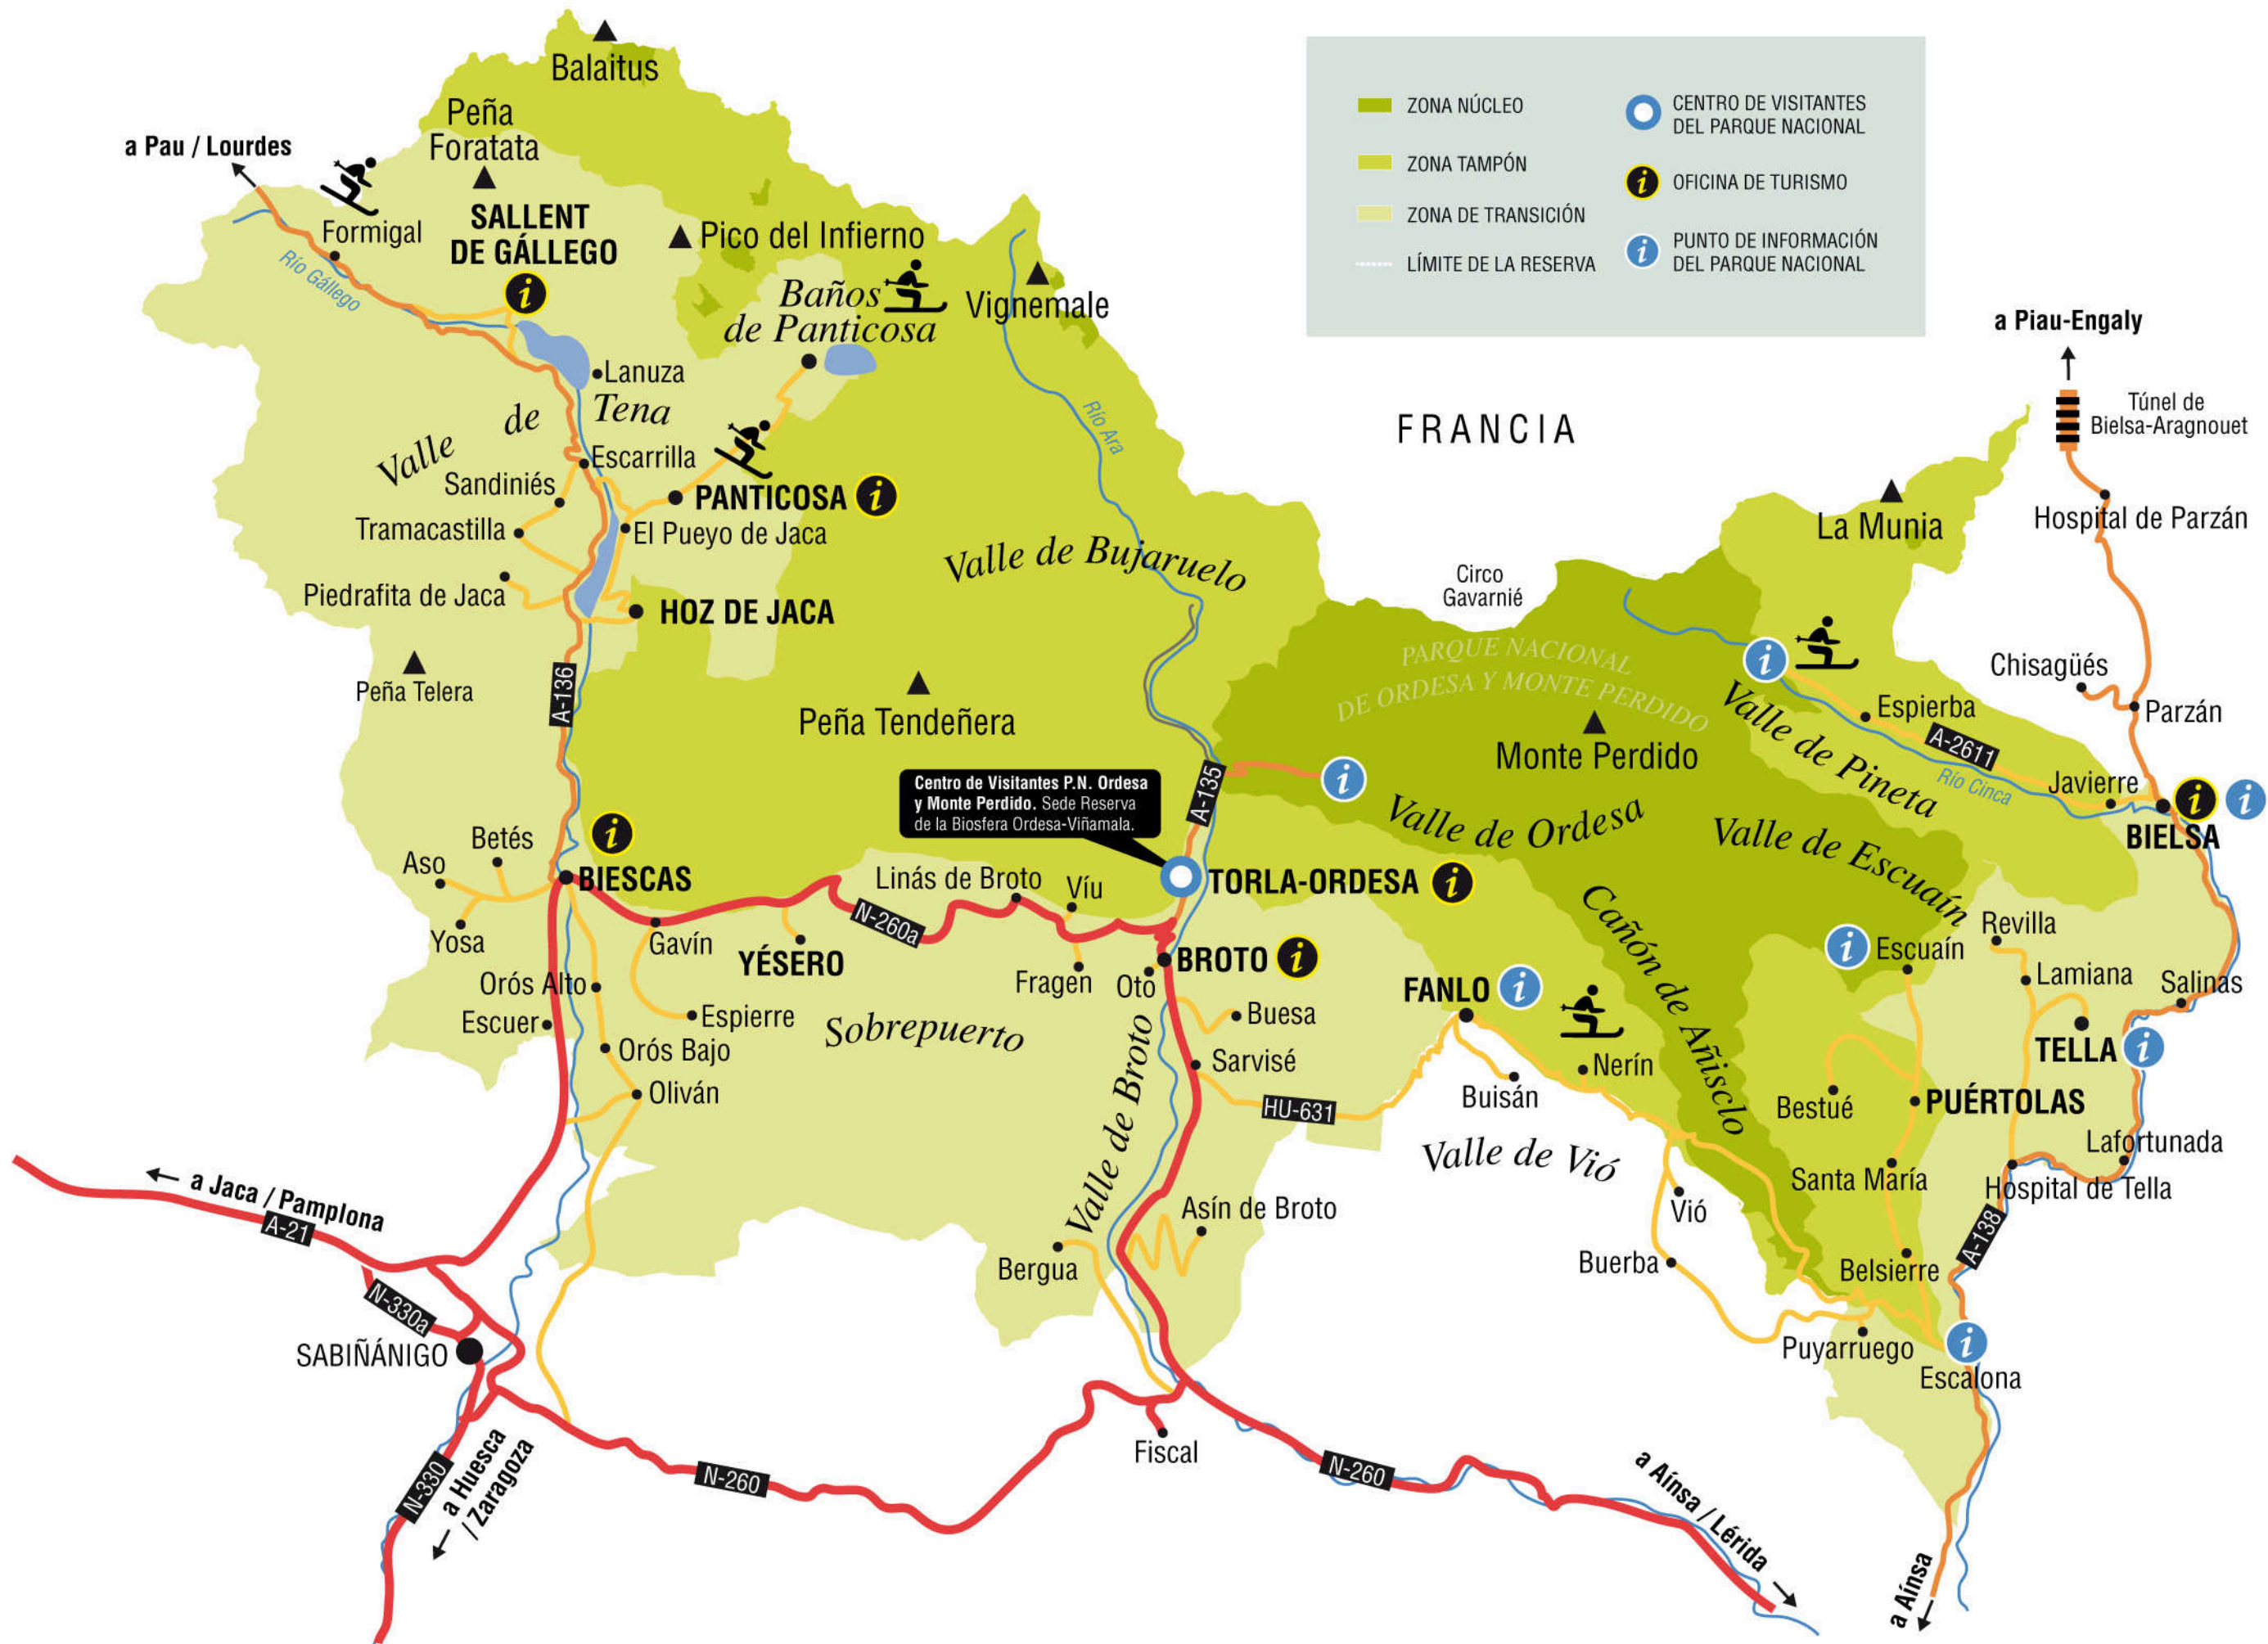 Balaitus
Peña
Foratata
a Pau / Lourdes
Formigal
SALLENT
DE GÁLLEGO
Río Gállego
Pico del Infierno
Baños
de Panticosa
Vignemale
Río Ara
ZONA NÚCLEO
ZONA TAMPÓN
ZONA DE TRANSICIÓN
LÍMITE DE LA RESERVA
CENTRO DE VISITANTES
DEL PARQUE NACIONAL
OFICINA DE TURISMO
PUNTO DE INFORMACIÓN
DEL PARQUE NACIONAL
a Piau-Engaly
Túnel de
Bielsa-Aragnouet
Hospital de Parzán
FRANCIA
La Munia
Circo
Gavarnié
Lanuza
Valle de Tena
Escarrilla
Sandiniés
Tramacastilla
PANTICOSA
El Pueyo de Jaca
Piedrafita de Jaca
HOZ DE JACA
Valle de Bujaruelo
Peña Telera
A-136
Peña Tendeñera
PARQUE NACIONAL
DE ORDESA Y MONTE PERDIDO
Monte Perdido
Chisagüés
Parzán
Espierba
A-2611
Valle de Pineta
Río Cinca
Javierre
BIELSA
Centro de Visitantes P.N. Ordesa
y Monte Perdido. Sede Reserva
de la Biosfera Ordesa-Viñamala.
A-135
Valle de Ordesa
Valle de Escuaín
Betés
Aso
Yosa
BIESCAS
Linás de Broto
Víu
TORLA-ORDESA
N-260a
Gavín
YÉSERO
Fragen
Oto
BROTO
FANLO
Cañón de Añisclo
Escuaín
Revilla
Lamiana
Salinas
Orós Alto
Escuer
Espierre
Orós Bajo
Oliván
Sobrepuerto
Buesa
Sarvisé
Valle de Broto
HU-631
Buisán
Nerín
TELLA
Bestué
PUÉRTOLAS
Lafortunada
Valle de Vió
Santa María
Hospital de Tella
Vió
Buerba
A-138
Belsierre
Asín de Broto
Bergua
a Jaca / Pamplona
A-21
N-330a
SABIÑÁNIGO
Puyarruego
Escalona
N-330
a Huesca
/ Zaragoza
N-260
Fiscal
N-260
a Aínsa / Lérida
a Aínsa